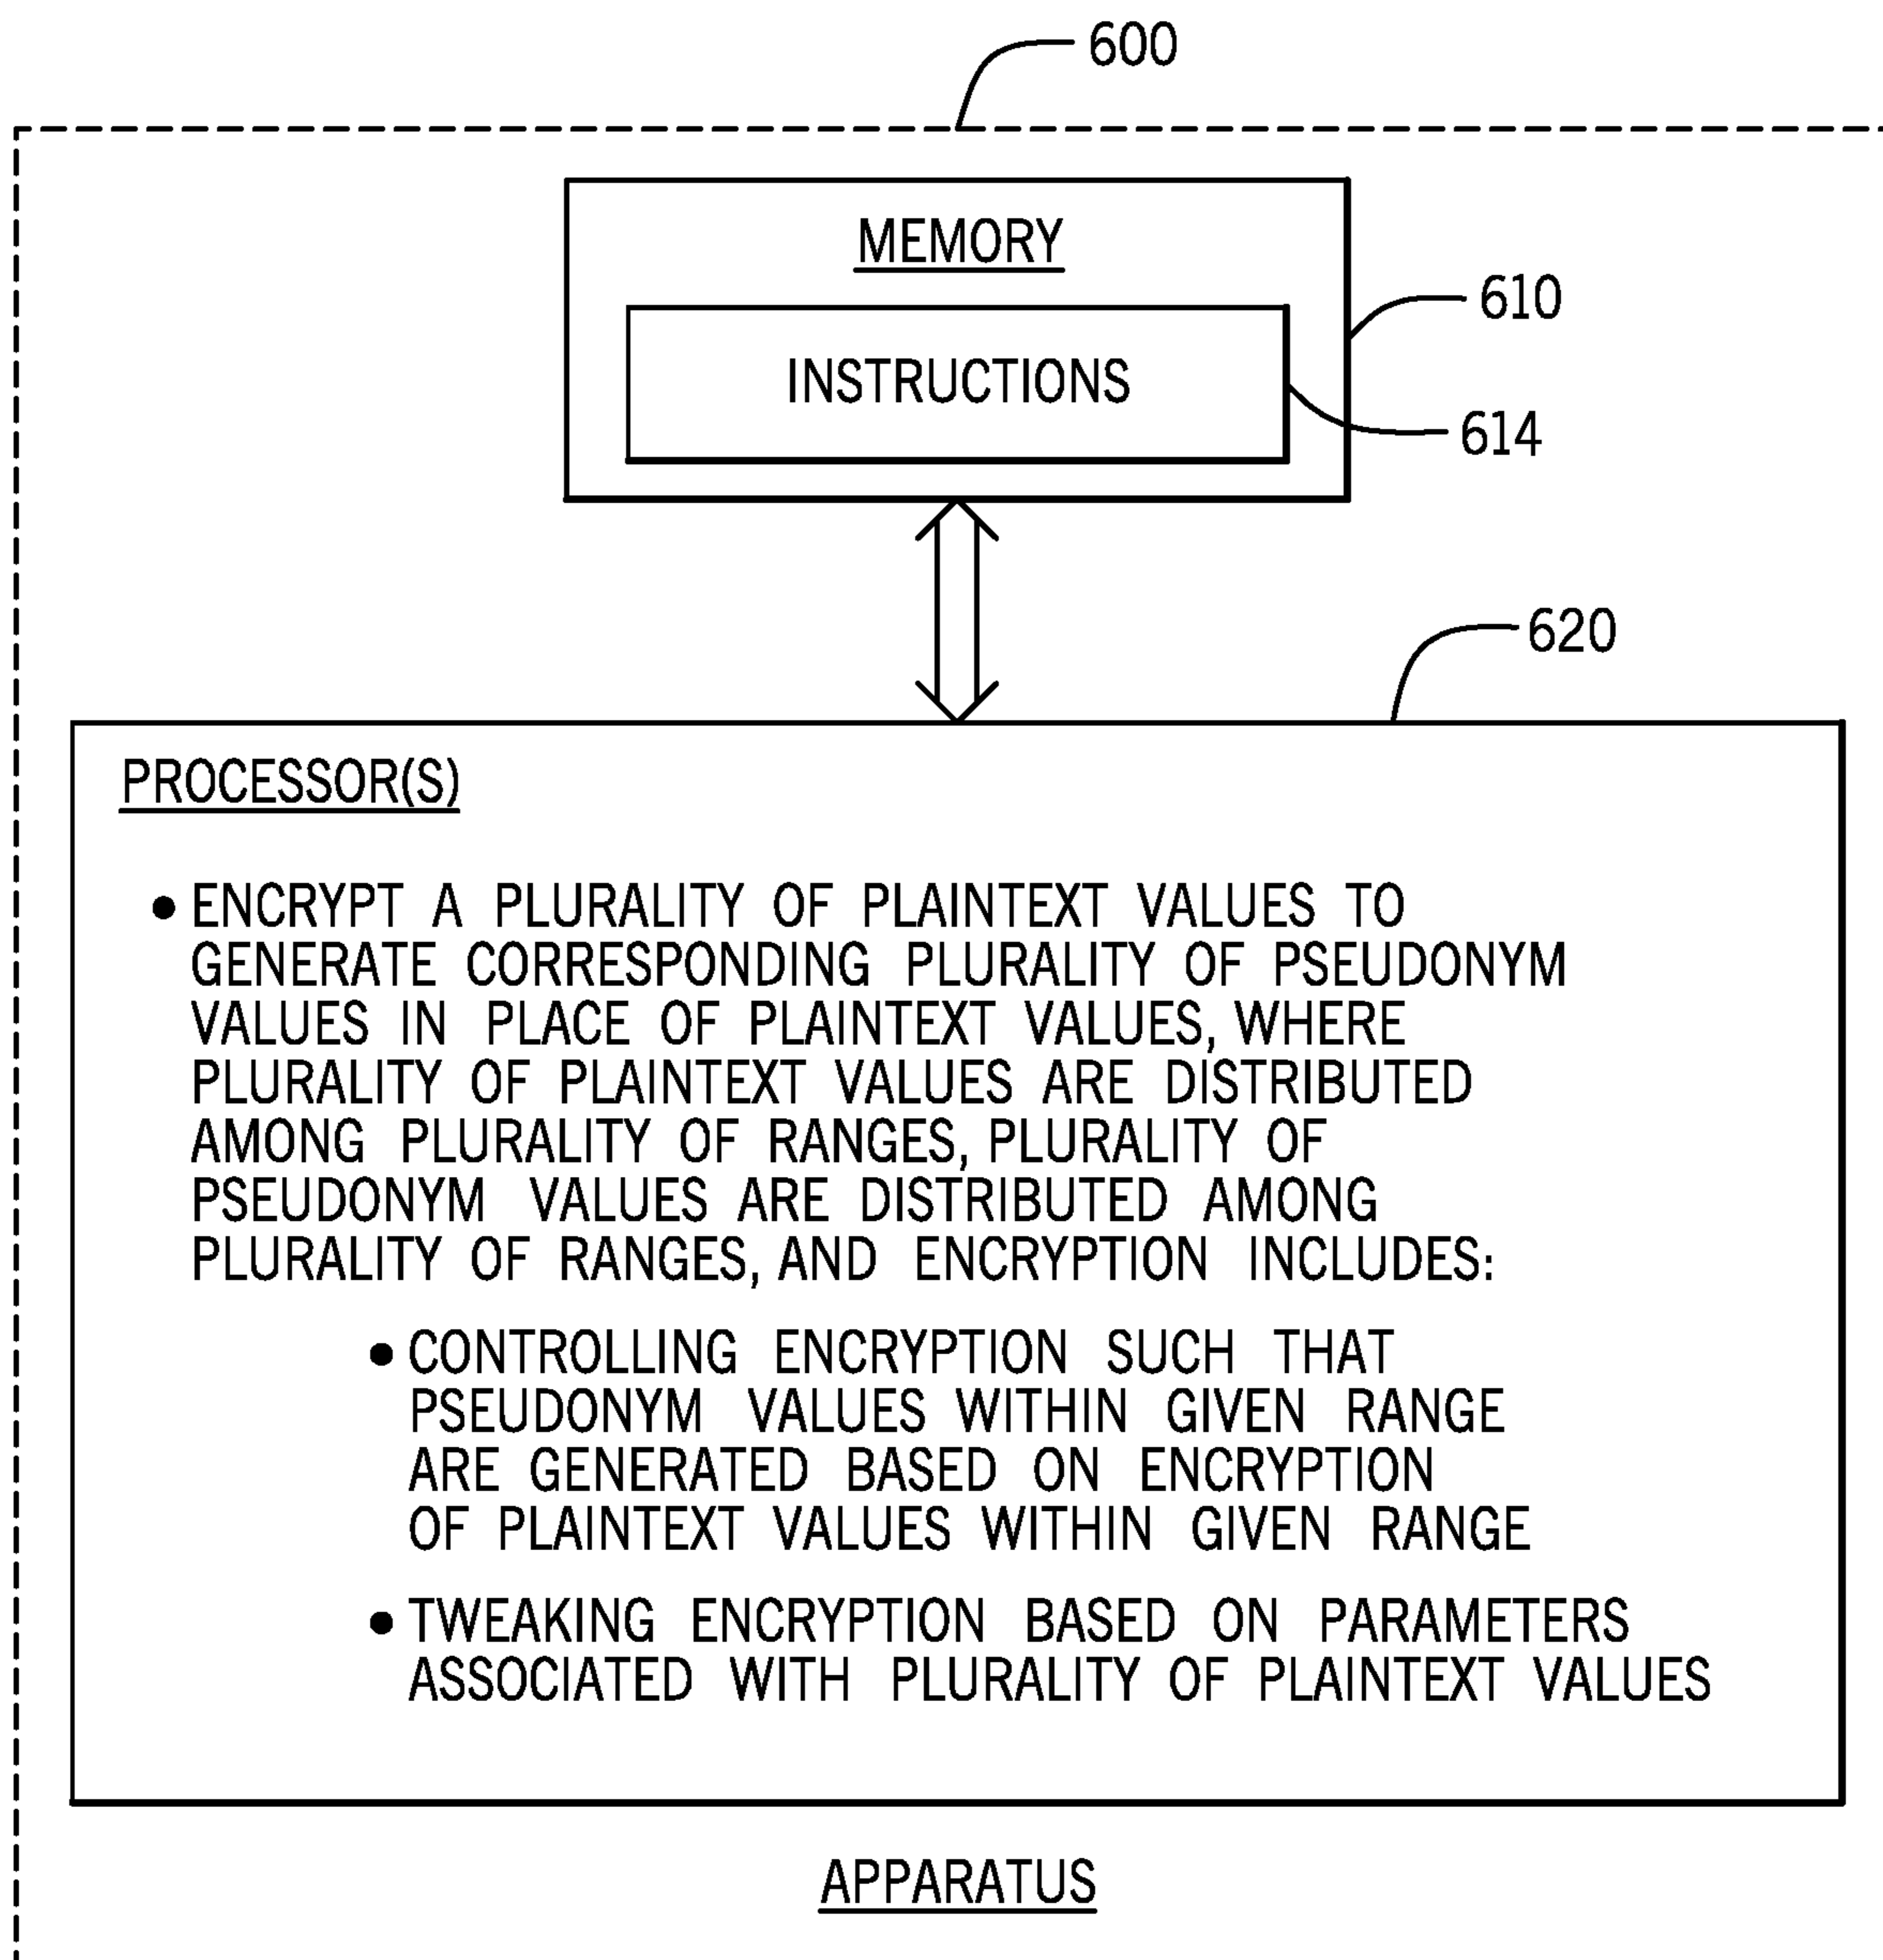 600
MEMORY
610
INSTRUCTIONS
614
620
PROCESSOR(S)
• ENCRYPT A PLURALITY OF PLAINTEXT VALUES TO
GENERATE CORRESPONDING PLURALITY OF PSEUDONYM
VALUES IN PLACE OF PLAINTEXT VALUES, WHERE
PLURALITY OF PLAINTEXT VALUES ARE DISTRIBUTED
AMONG PLURALITY OF RANGES, PLURALITY OF
PSEUDONYM VALUES ARE DISTRIBUTED AMONG
PLURALITY OF RANGES, AND ENCRYPTION INCLUDES:
• CONTROLLING ENCRYPTION SUCH THAT
PSEUDONYM VALUES WITHIN GIVEN RANGE
ARE GENERATED BASED ON ENCRYPTION
OF PLAINTEXT VALUES WITHIN GIVEN RANGE
• TWEAKING ENCRYPTION BASED ON PARAMETERS
ASSOCIATED WITH PLURALITY OF PLAINTEXT VALUES
APPARATUS